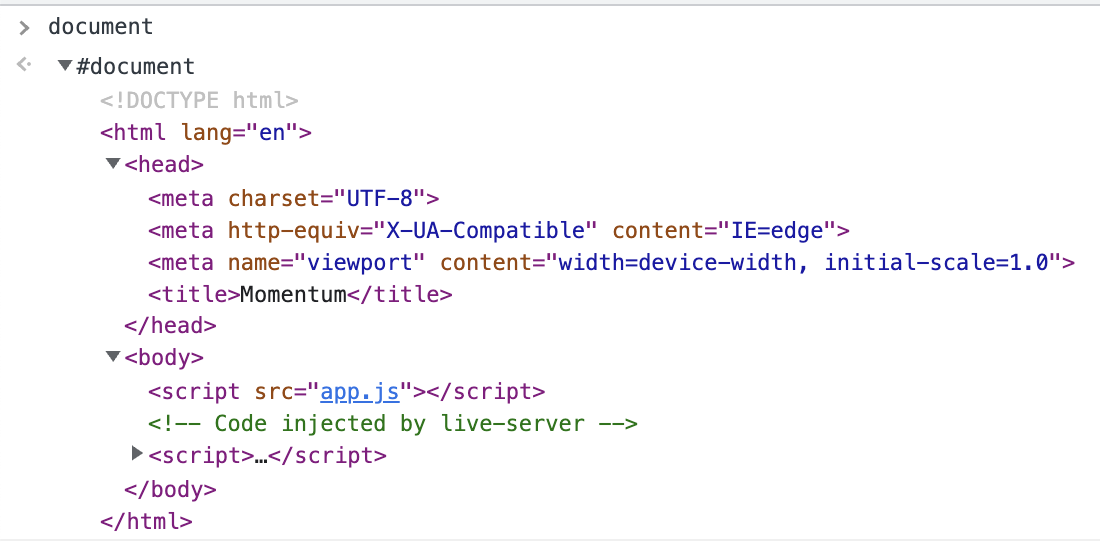 document
#document
<!DOCTYPE html>
<html lang="en">
<head>
<meta charset="UTF-8">
<meta http-equiv="X-UA-Compatible" content="IE=edge">
<meta name="viewport" content="width=device-width, initial-scale=1.0">
<title>Momentum</title>
</head>
<body>
<script src="app.js"></script>
<!-- Code injected by live-server -->
<script>…</script>
</body>
</html>